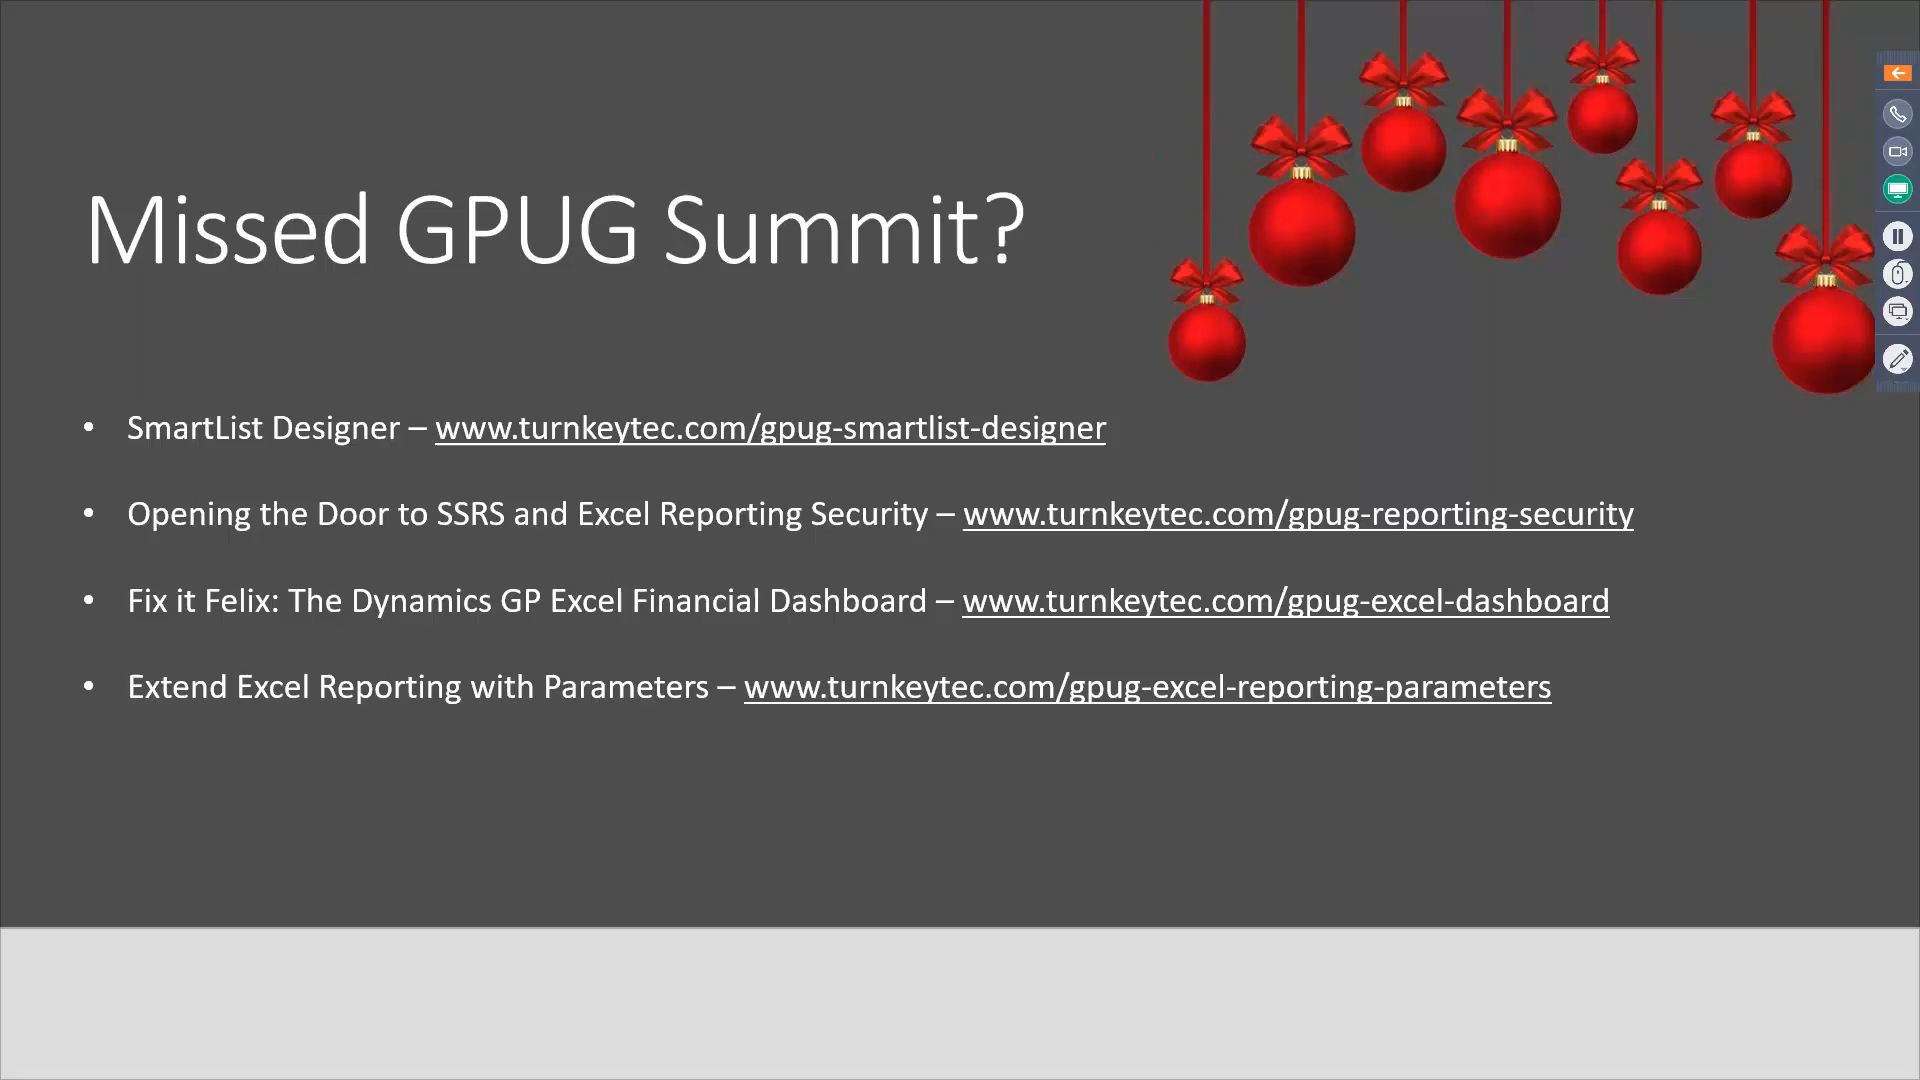 Missed GPUG Summit?
• SmartList Designer – www.turnkeytec.com/gpug-smartlist-designer
• Opening the Door to SSRS and Excel Reporting Security – www.turnkeytec.com/gpug-reporting-security
• Fix it Felix: The Dynamics GP Excel Financial Dashboard – www.turnkeytec.com/gpug-excel-dashboard
• Extend Excel Reporting with Parameters – www.turnkeytec.com/gpug-excel-reporting-parameters